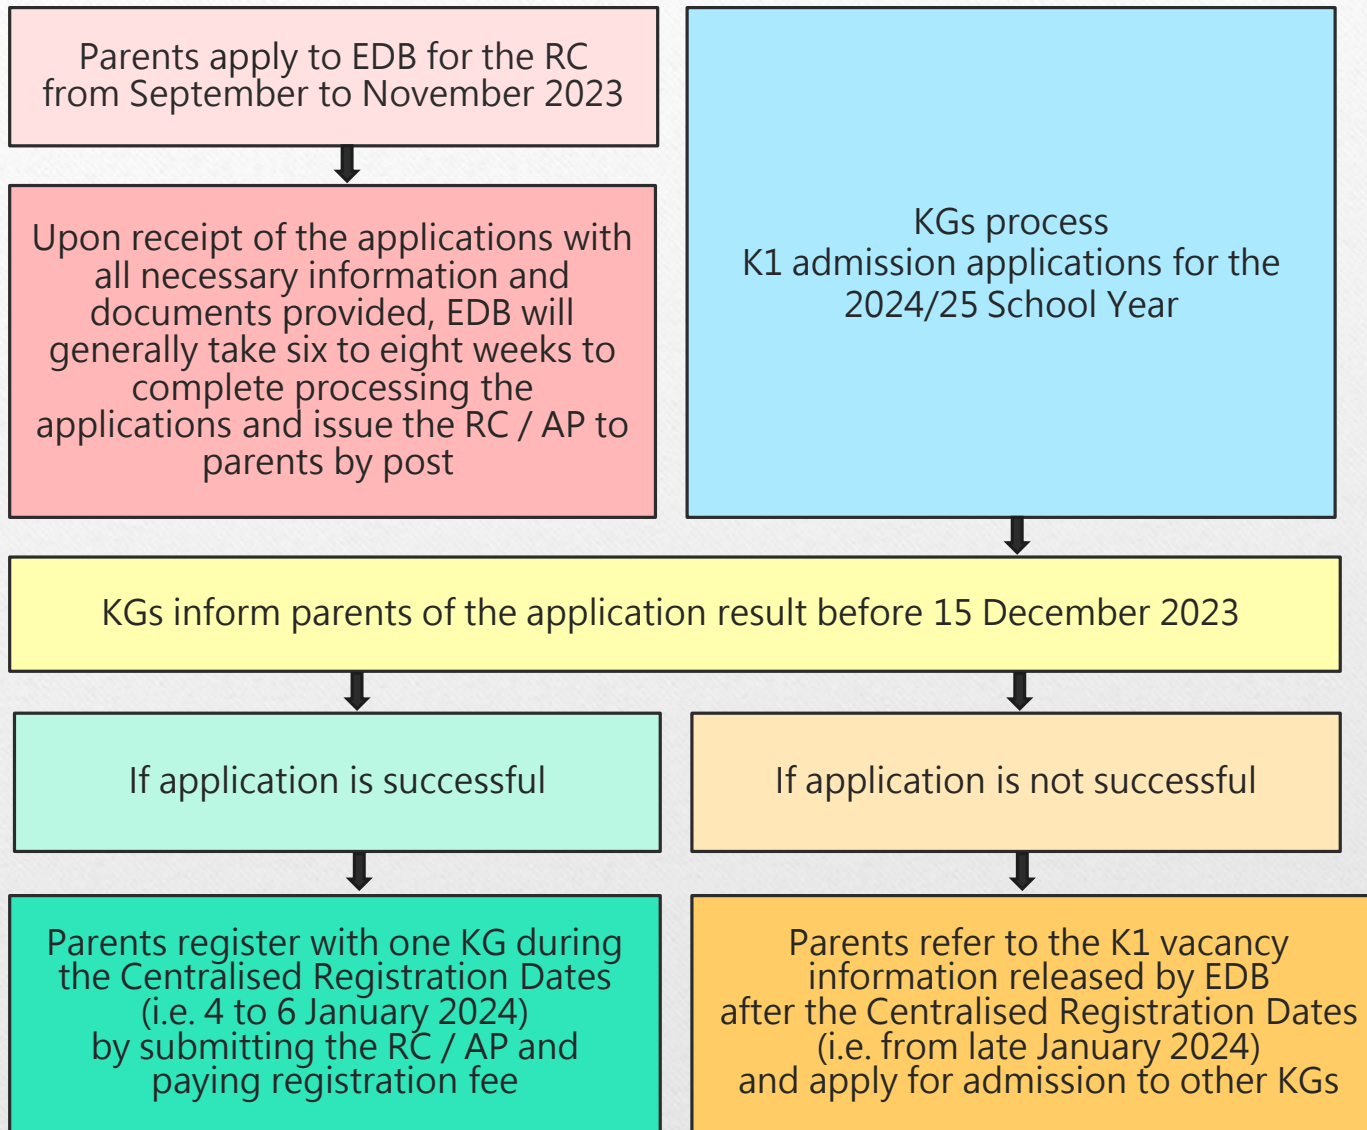 Parents apply to EDB for the RC
from September to November 2023
Upon receipt of the applications with
all necessary information and
documents provided, EDB will
generally take six to eight weeks to
complete processing the
applications and issue the RC / AP to
parents by post
KGs process
K1 admission applications for the
2024/25 School Year
KGs inform parents of the application result before 15 December 2023
If application is successful
If application is not successful
Parents register with one KG during
the Centralised Registration Dates
(i.e. 4 to 6 January 2024)
by submitting the RC / AP and
paying registration fee
Parents refer to the K1 vacancy
information released by EDB
after the Centralised Registration Dates
(i.e. from late January 2024)
and apply for admission to other KGs